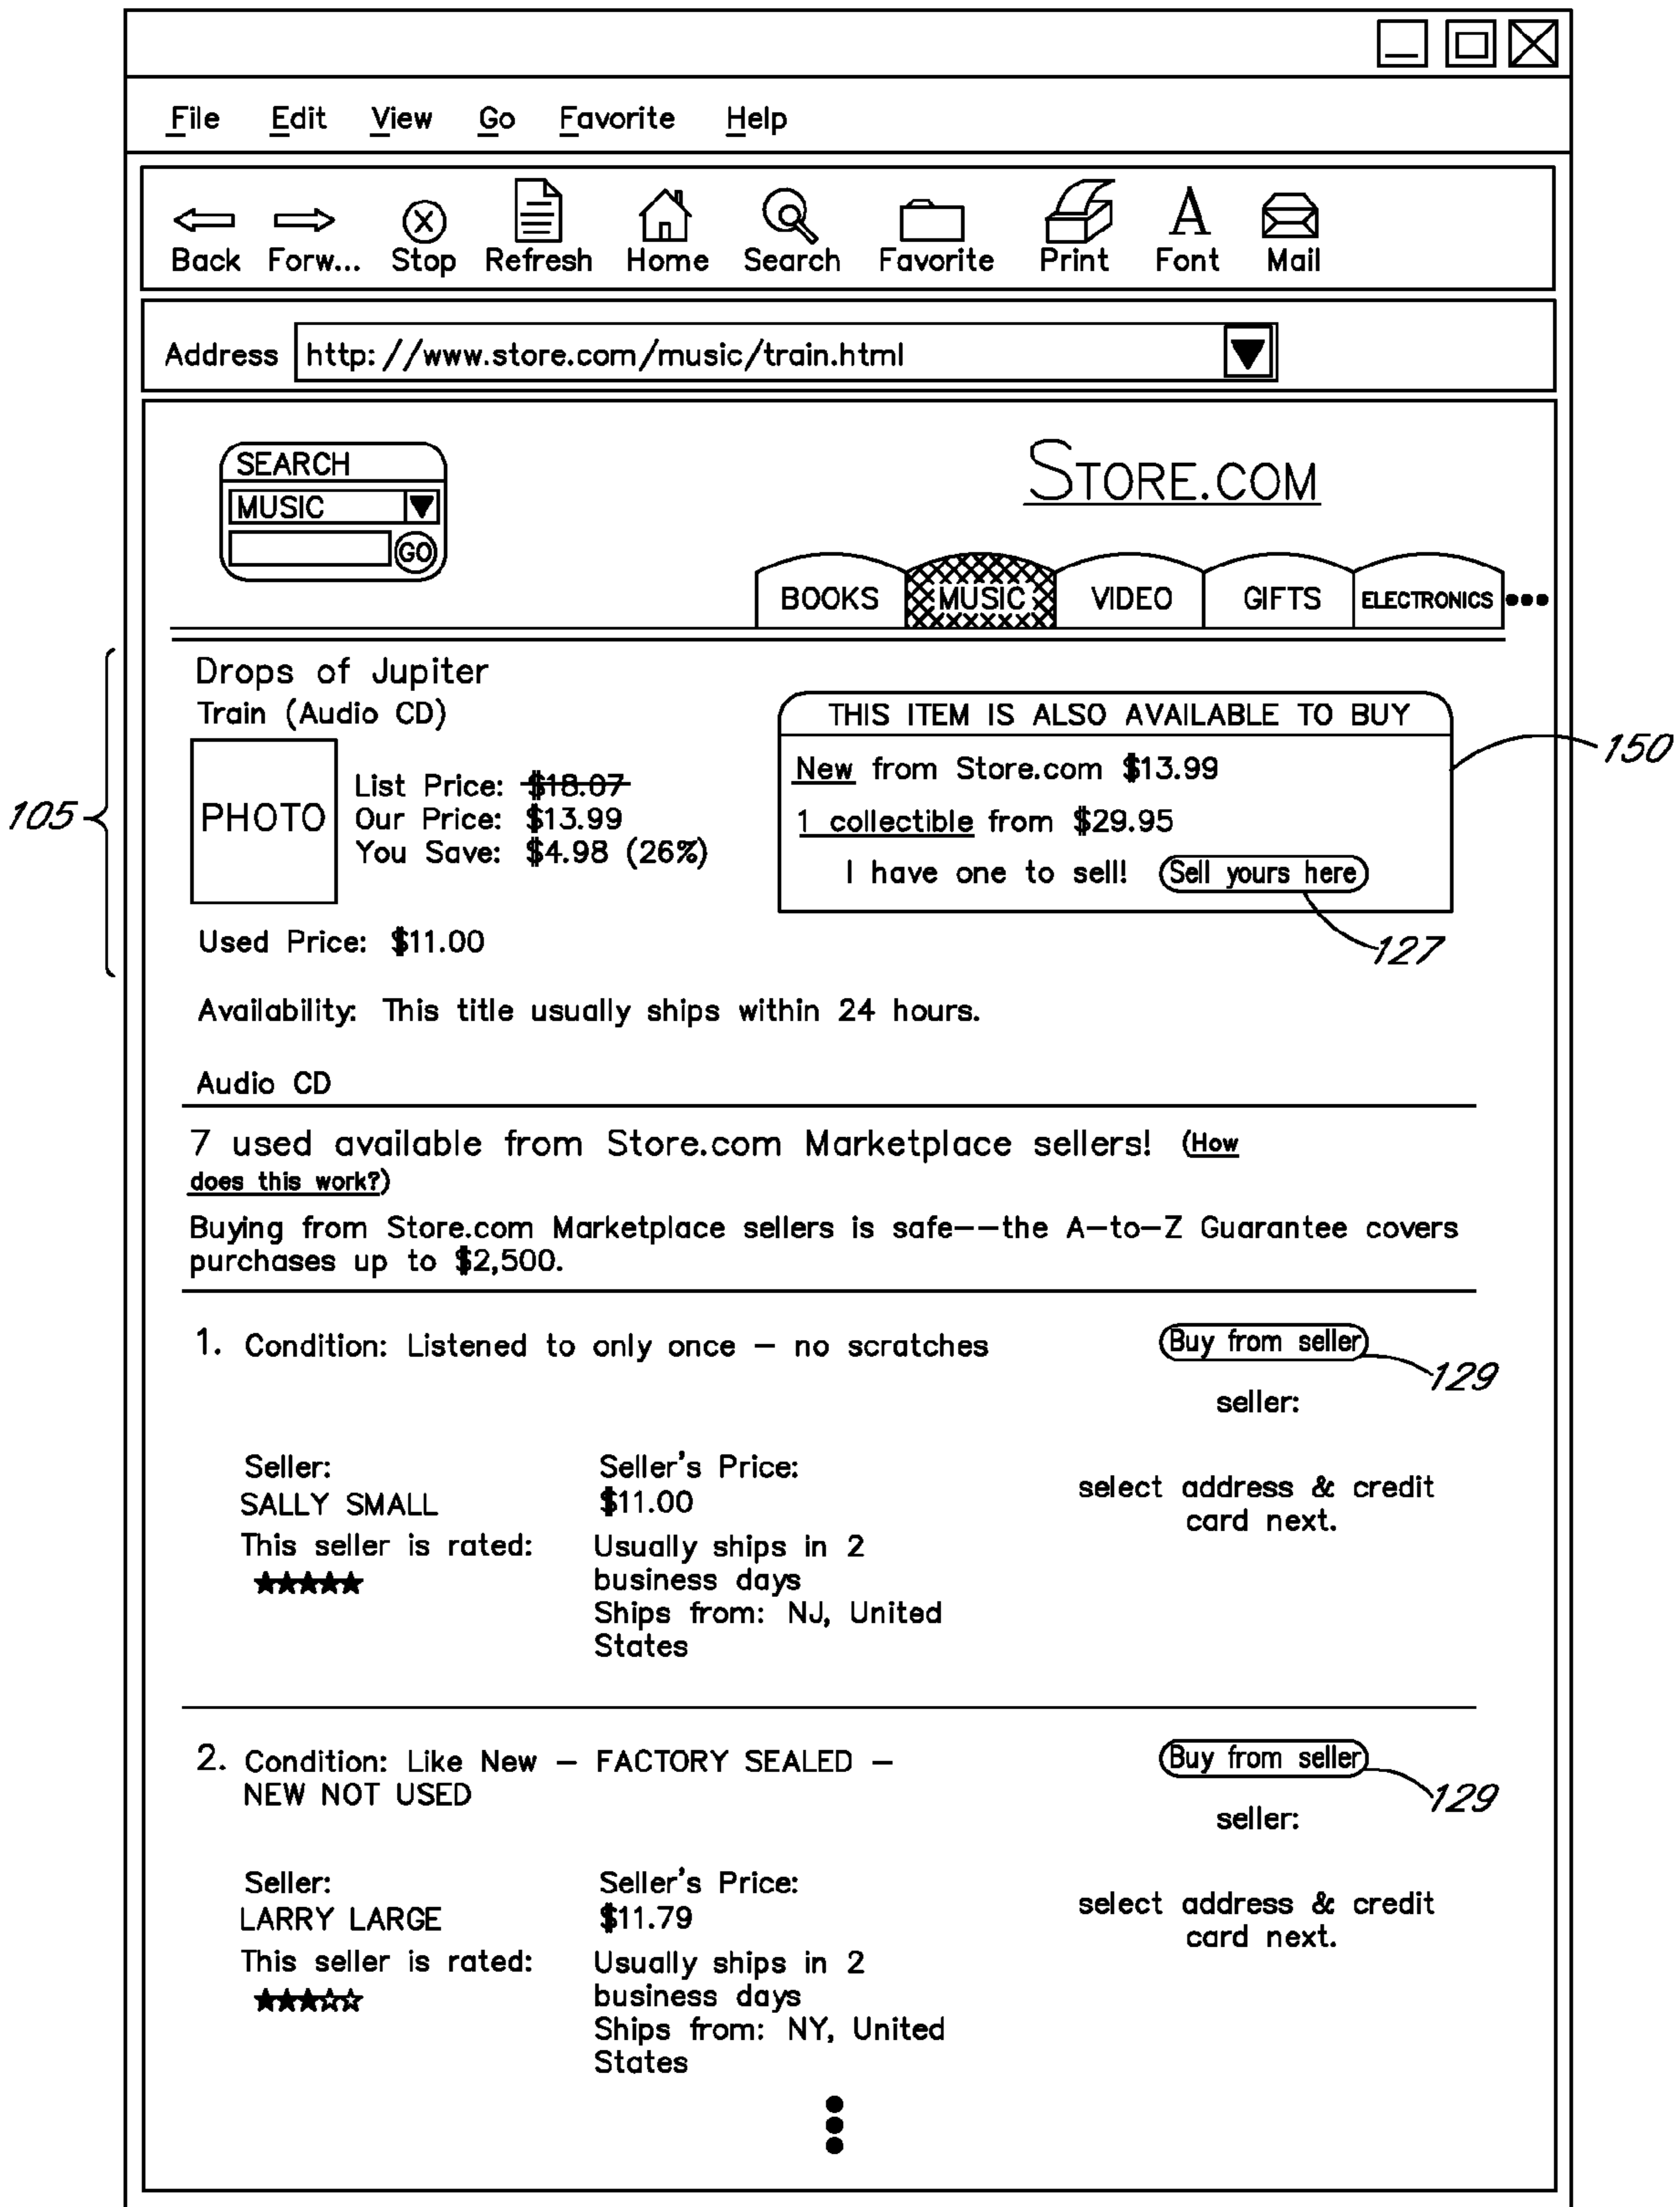 File Edit View Go Favorite Help
Back Forw... Stop Refresh Home Search Favorite Print A Font Mail
Address http://www.store.com/music/train.html
STORE.COM
SEARCH
MUSIC
GO
BOOKS MUSIC VIDEO GIFTS ELECTRONICS
105
Drops of Jupiter
Train (Audio CD)
PHOTO
List Price: $18.07
Our Price: $13.99
You Save: $4.98 (26%)
Used Price: $11.00
THIS ITEM IS ALSO AVAILABLE TO BUY
New from Store.com $13.99
1 collectible from $29.95
I have one to sell! Sell yours here
150
127
Availability: This title usually ships within 24 hours.
Audio CD
7 used available from Store.com Marketplace sellers! (How
does this work?)
Buying from Store.com Marketplace sellers is safe--the A-to-Z Guarantee covers
purchases up to $2,500.
1. Condition: Listened to only once – no scratches
Buy from seller
129
seller:
Seller:
SALLY SMALL
This seller is rated:
★★★★★
Seller's Price:
$11.00
Usually ships in 2
business days
Ships from: NJ, United
States
select address & credit
card next.
2. Condition: Like New – FACTORY SEALED –
NEW NOT USED
Buy from seller
129
seller:
Seller:
LARRY LARGE
This seller is rated:
★★★☆☆
Seller's Price:
$11.79
Usually ships in 2
business days
Ships from: NY, United
States
select address & credit
card next.